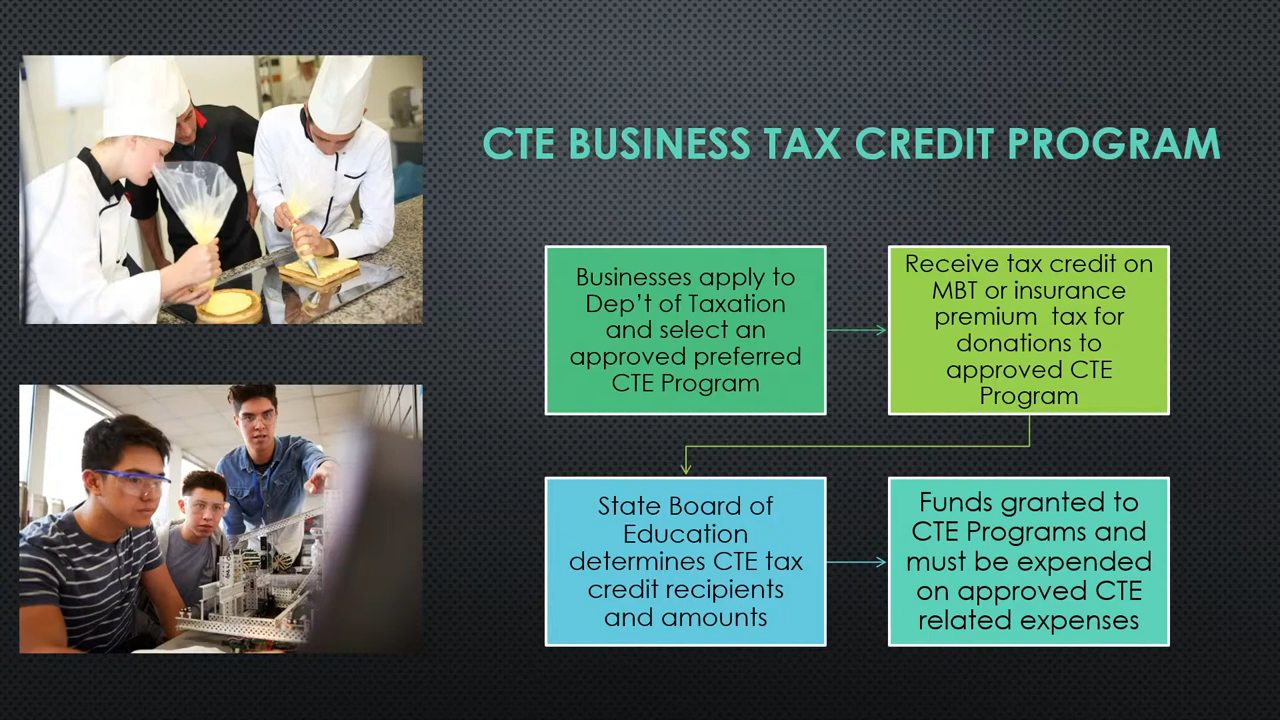 CTE BUSINESS TAX CREDIT PROGRAM
Businesses apply to
Dep't of Taxation
and select an
approved preferred
CTE Program
Receive tax credit on
MBT or insurance
premium  tax for
donations to
approved CTE
Program
State Board of
Education
determines CTE tax
credit recipients
and amounts
Funds granted to
CTE Programs and
must be expended
on approved CTE
related expenses